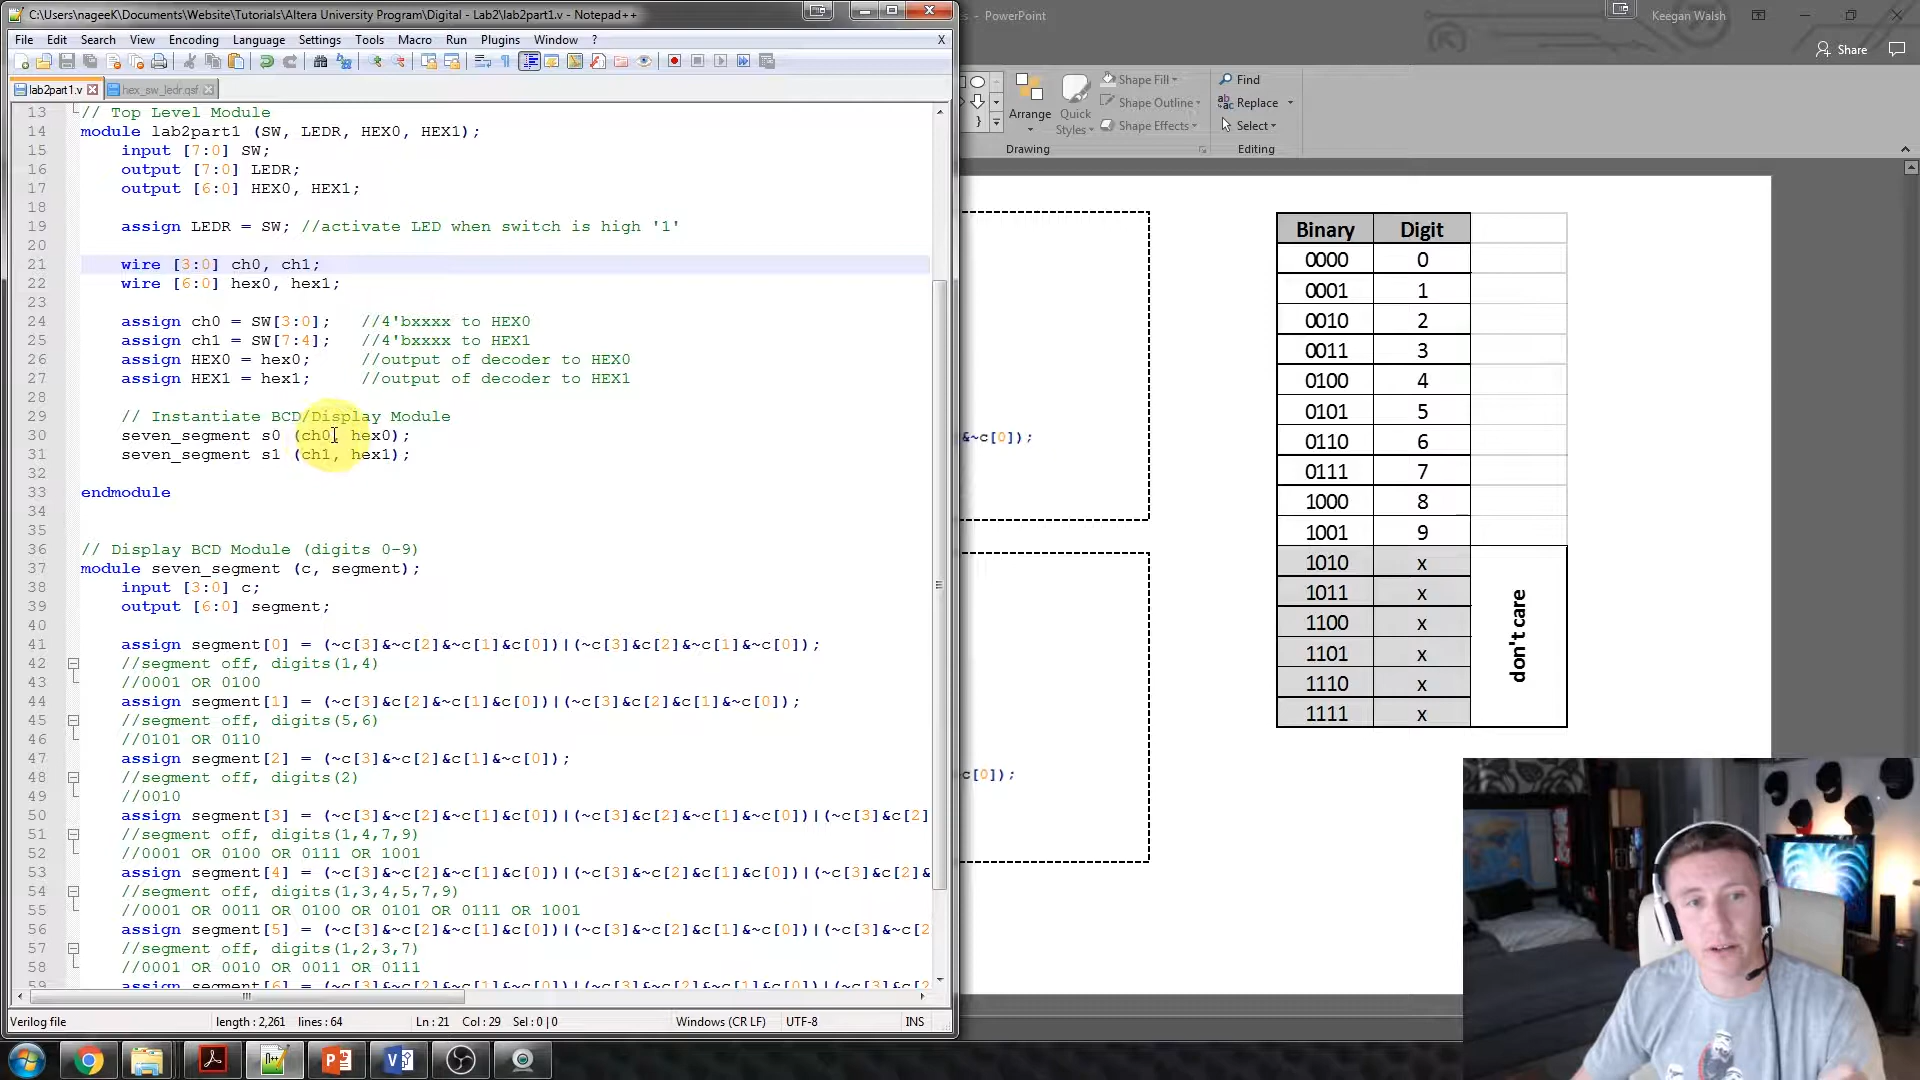 C:\Users\nageeK\Documents\Website\Tutorials\Altera University Program\Digital - Lab2\lab2part1.v - Notepad++
File Edit Search View Encoding Language Settings Tools Macro Run Plugins Window ? X
lab2part1.v hex_sw_ledr.qsf
13 // Top Level Module
14 module lab2part1 (SW, LEDR, HEX0, HEX1);
15 input [7:0] SW;
16 output [7:0] LEDR;
17 output [6:0] HEX0, HEX1;
18
19 assign LEDR = SW; //activate LED when switch is high '1'
20
21 wire [3:0] ch0, ch1;
22 wire [6:0] hex0, hex1;
23
24 assign ch0 = SW[3:0]; //4'bxxxx to HEX0
25 assign ch1 = SW[7:4]; //4'bxxxx to HEX1
26 assign HEX0 = hex0; //output of decoder to HEX0
27 assign HEX1 = hex1; //output of decoder to HEX1
28
29 // Instantiate BCD/Display Module
30 seven_segment s0 (ch0, hex0);
31 seven_segment s1 (ch1, hex1);
32
33 endmodule
34
35
36 // Display BCD Module (digits 0-9)
37 module seven_segment (c, segment);
38 input [3:0] c;
39 output [6:0] segment;
40
41 assign segment[0] = (~c[3]&~c[2]&~c[1]&c[0])|(~c[3]&c[2]&~c[1]&~c[0]);
42 //segment off, digits(1,4)
43 //0001 OR 0100
44 assign segment[1] = (~c[3]&c[2]&~c[1]&c[0])|(~c[3]&c[2]&c[1]&~c[0]);
45 //segment off, digits(5,6)
46 //0101 OR 0110
47 assign segment[2] = (~c[3]&~c[2]&c[1]&~c[0]);
48 //segment off, digits(2)
49 //0010
50 assign segment[3] = (~c[3]&~c[2]&~c[1]&c[0])|(~c[3]&c[2]&~c[1]&~c[0])|(~c[3]&c[2]
51 //segment off, digits(1,4,7,9)
52 //0001 OR 0100 OR 0111 OR 1001
53 assign segment[4] = (~c[3]&~c[2]&~c[1]&c[0])|(~c[3]&~c[2]&c[1]&c[0])|(~c[3]&c[2]&
54 //segment off, digits(1,3,4,5,7,9)
55 //0001 OR 0011 OR 0100 OR 0101 OR 0111 OR 1001
56 assign segment[5] = (~c[3]&~c[2]&~c[1]&c[0])|(~c[3]&~c[2]&c[1]&~c[0])|(~c[3]&~c[2
57 //segment off, digits(1,2,3,7)
58 //0001 OR 0010 OR 0011 OR 0111
59 assign segment[6] =
Verilog file length : 2,261 lines : 64 Ln : 21 Col : 29 Sel : 0 | 0 Windows (CR LF) UTF-8 INS
- PowerPoint Keegan Walsh
Share
Arrange
Quick Styles
Shape Fill
Shape Outline
Shape Effects
Drawing
Find
Replace
Select
Editing
&~c[0]);
c[0]);
Binary Digit
0000 0
0001 1
0010 2
0011 3
0100 4
0101 5
0110 6
0111 7
1000 8
1001 9
1010 x
1011 x
1100 x
1101 x
1110 x
1111 x
don't care